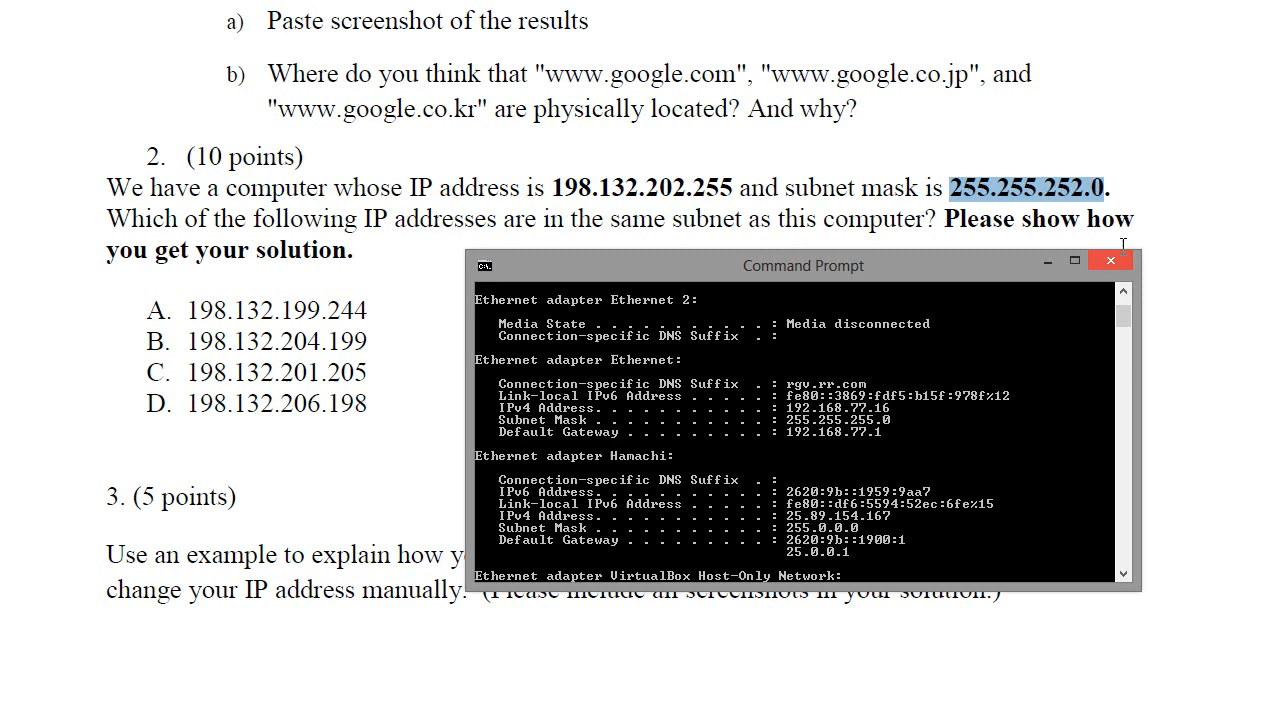 a) Paste screenshot of the results
b) Where do you think that "www.google.com", "www.google.co.jp", and
"www.google.co.kr" are physically located? And why?
2. (10 points)
We have a computer whose IP address is 198.132.202.255 and subnet mask is 255.255.252.0.
Which of the following IP addresses are in the same subnet as this computer? Please show how
you get your solution.
A. 198.132.199.244
B. 198.132.204.199
C. 198.132.201.205
D. 198.132.206.198
3. (5 points)
Use an example to explain how
change your IP address manually.
C:\.
Command Prompt
Ethernet adapter Ethernet 2:
Media State . . . . . . . . . . . : Media disconnected
Connection-specific DNS Suffix . :
Ethernet adapter Ethernet:
Connection-specific DNS Suffix . : rgv.rr.com
Link-local IPv6 Address . . . . . : fe80::3869:fdf5:b15f:978f%12
IPv4 Address. . . . . . . . . . . : 192.168.77.16
Subnet Mask . . . . . . . . . . . : 255.255.255.0
Default Gateway . . . . . . . . . : 192.168.77.1
Ethernet adapter Hamachi:
Connection-specific DNS Suffix . :
IPv6 Address. . . . . . . . . . . : 2620:9b::1959:9aa7
Link-local IPv6 Address . . . . . : fe80::df6:5594:52ec:6fe%15
IPv4 Address. . . . . . . . . . . : 25.89.154.167
Subnet Mask . . . . . . . . . . . : 255.0.0.0
Default Gateway . . . . . . . . . : 2620:9b::1900:1
25.0.0.1
Ethernet adapter VirtualBox Host-Only Network: